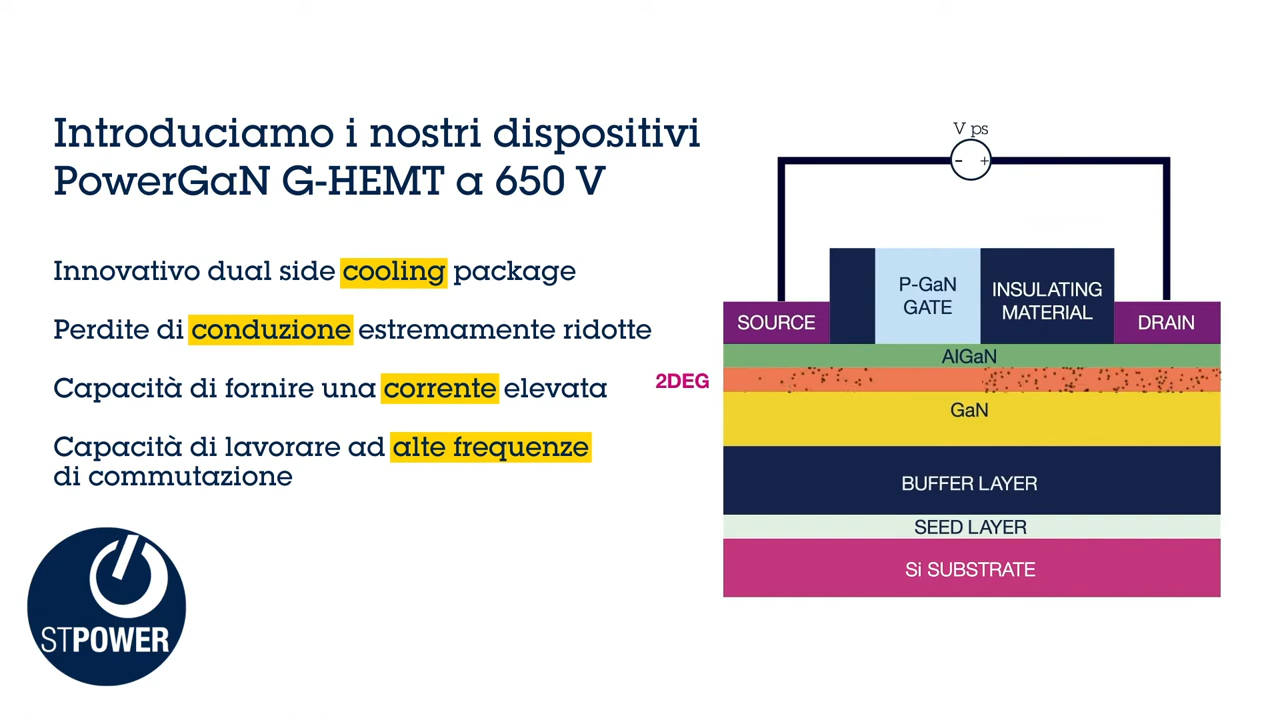 Introduciamo i nostri dispositivi
PowerGaN G-HEMT a 650 V
Innovativo dual side cooling package
Perdite di conduzione estremamente ridotte
Capacità di fornire una corrente elevata
Capacità di lavorare ad alte frequenze
di commutazione
STPOWER
V ps
- +
P-GaN
GATE
INSULATING
MATERIAL
SOURCE
DRAIN
AlGaN
2DEG
GaN
BUFFER LAYER
SEED LAYER
Si SUBSTRATE